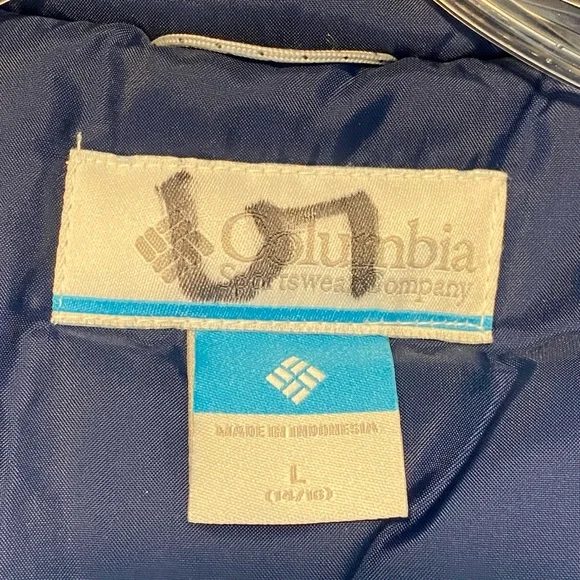 Columbia
Sportswear Company
MADE IN INDONESIA
L
(14/16)